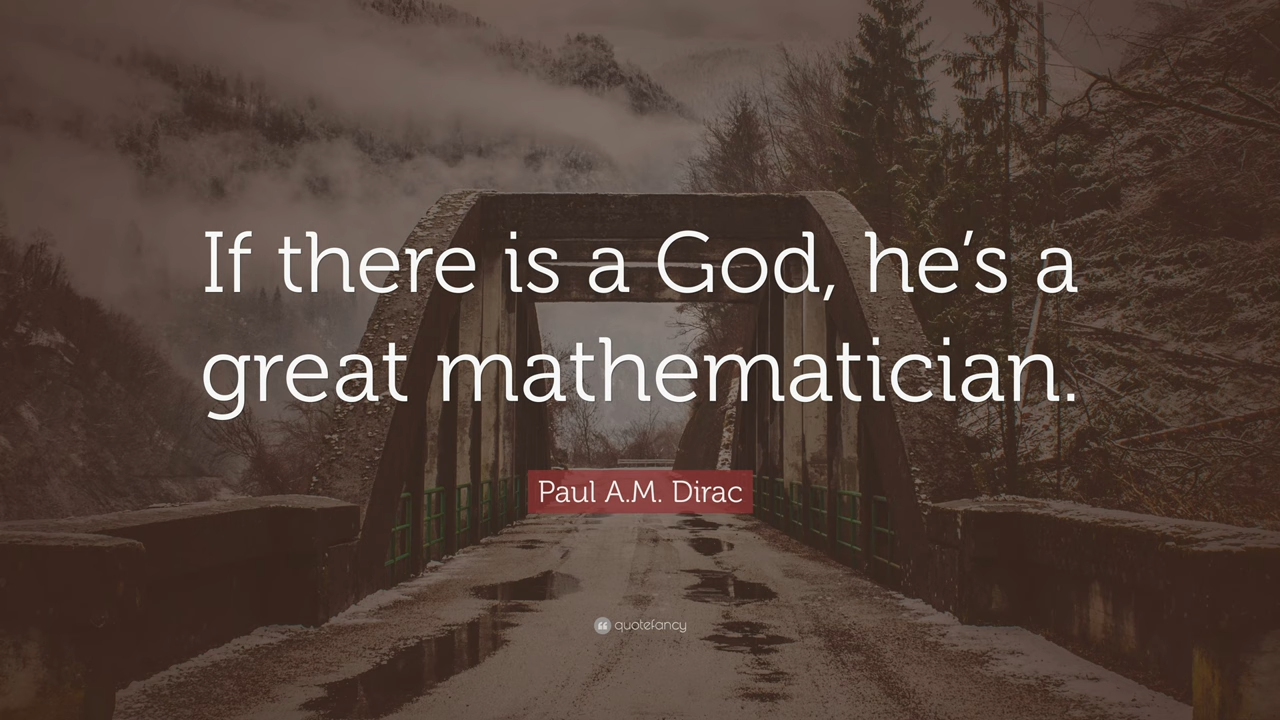 If there is a God, he’s a
great mathematician.
Paul A.M. Dirac
quotefancy